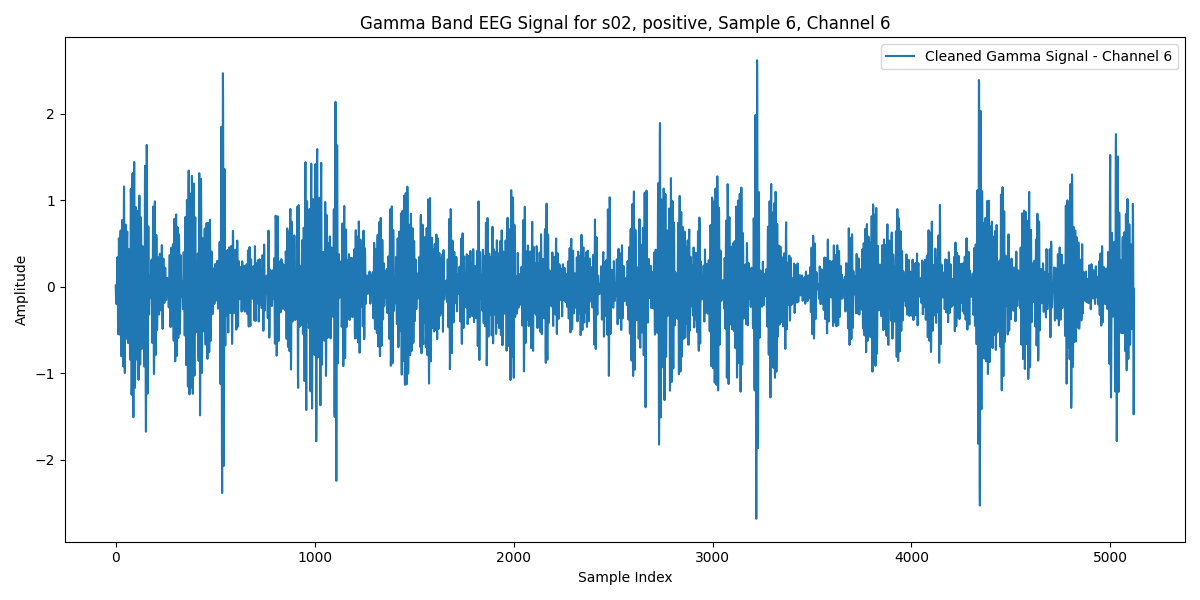 Gamma Band EEG Signal for s02, positive, Sample 6, Channel 6
Cleaned Gamma Signal - Channel 6
Amplitude
2
1
0
−1
−2
0 1000 2000 3000 4000 5000
Sample Index